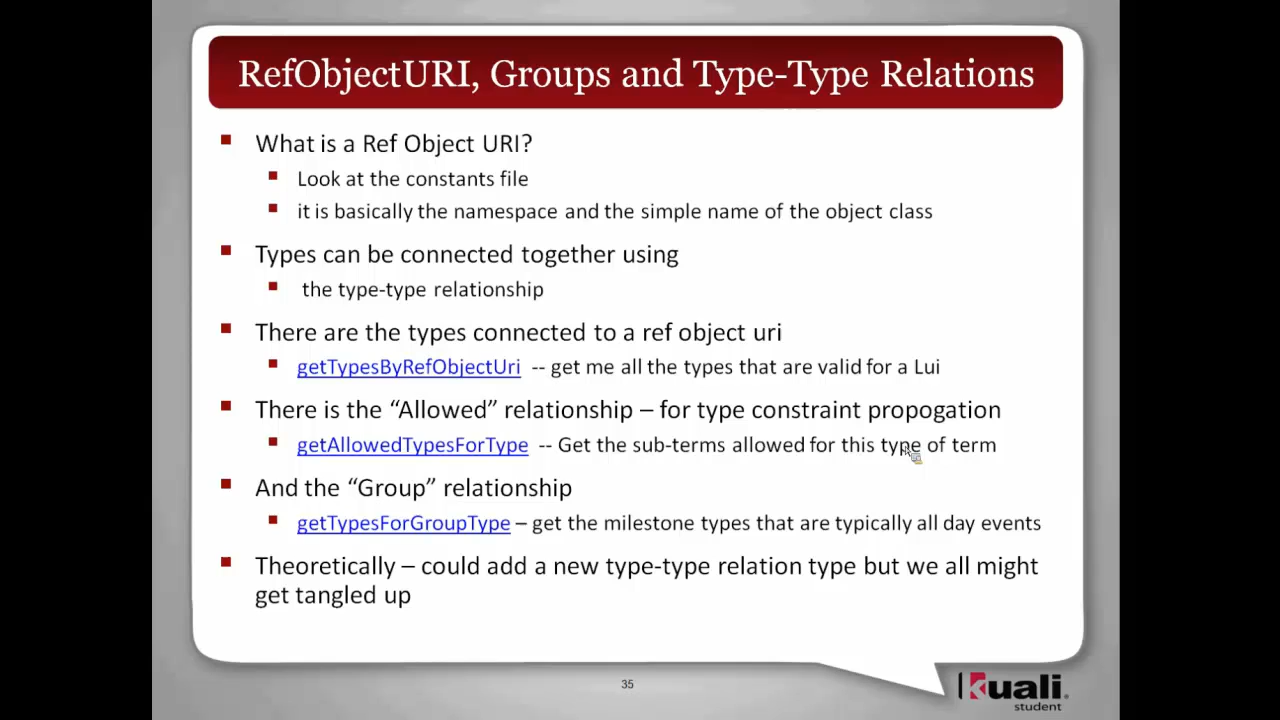 RefObjectURI, Groups and Type-Type Relations
What is a Ref Object URI?
Look at the constants file
it is basically the namespace and the simple name of the object class
Types can be connected together using
the type-type relationship
There are the types connected to a ref object uri
getTypesByRefObjectUri -- get me all the types that are valid for a Lui
There is the “Allowed” relationship – for type constraint propogation
getAllowedTypesForType -- Get the sub-terms allowed for this type of term
And the “Group” relationship
getTypesForGroupType – get the milestone types that are typically all day events
Theoretically – could add a new type-type relation type but we all might
get tangled up
35
Kuali
student